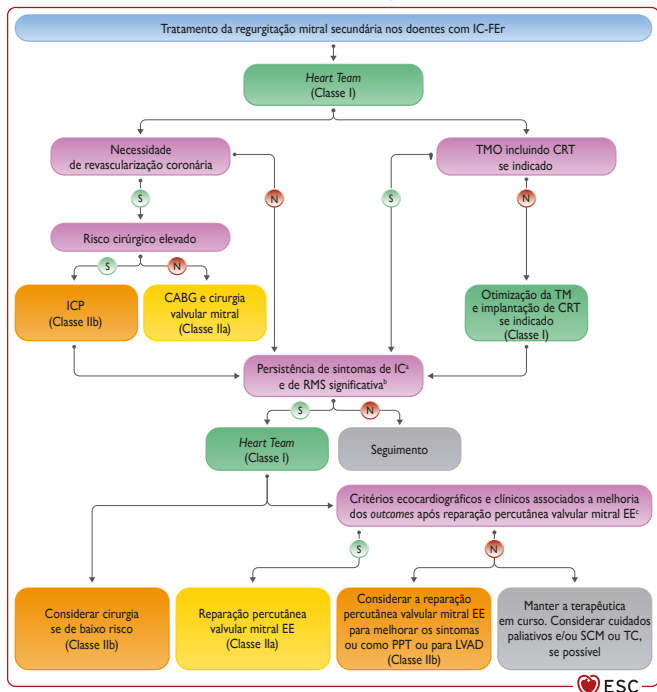 Tratamento da regurgitação mitral secundária nos doentes com IC-FEr
Heart Team
(Classe I)
Necessidade
de revascularização coronária
TMO incluindo CRT
se indicado
S
N
S
N
Risco cirúrgico elevado
S
N
ICP
(Classe IIb)
CABG e cirurgia
valvular mitral
(Classe IIa)
Otimização da TM
e implantação de CRT
se indicado
(Classe I)
Persistência de sintomas de ICᵃ
e de RMS significativaᵇ
S
N
Heart Team
(Classe I)
Seguimento
Critérios ecocardiográficos e clínicos associados a melhoria
dos outcomes após reparação percutânea valvular mitral EEᶜ
S
N
Considerar cirurgia
se de baixo risco
(Classe IIb)
Reparação percutânea
valvular mitral EE
(Classe IIa)
Considerar a reparação
percutânea valvular mitral EE
para melhorar os sintomas
ou como PPT ou para LVAD
(Classe IIb)
Manter a terapêutica
em curso. Considerar cuidados
paliativos e/ou SCM ou TC,
se possível
ESC